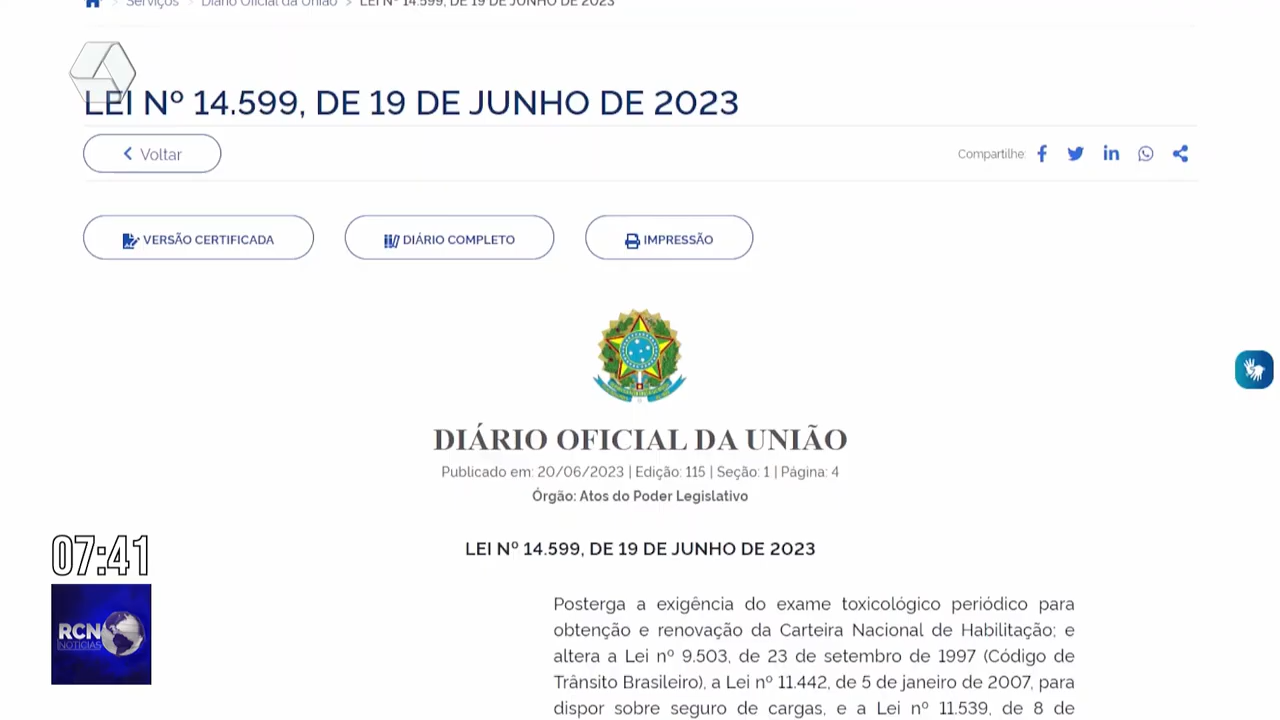 Serviços > Diário Oficial da União > LEI Nº 14.599, DE 19 DE JUNHO DE 2023
LEI Nº 14.599, DE 19 DE JUNHO DE 2023
Voltar
Compartilhe:
VERSÃO CERTIFICADA
DIÁRIO COMPLETO
IMPRESSÃO
DIÁRIO OFICIAL DA UNIÃO
Publicado em: 20/06/2023 | Edição: 115 | Seção: 1 | Página: 4
Órgão: Atos do Poder Legislativo
LEI Nº 14.599, DE 19 DE JUNHO DE 2023
07:41
RCN
NOTÍCIAS
Posterga a exigência do exame toxicológico periódico para
obtenção e renovação da Carteira Nacional de Habilitação; e
altera a Lei nº 9.503, de 23 de setembro de 1997 (Código de
Trânsito Brasileiro), a Lei nº 11.442, de 5 de janeiro de 2007, para
dispor sobre seguro de cargas, e a Lei nº 11.539, de 8 de